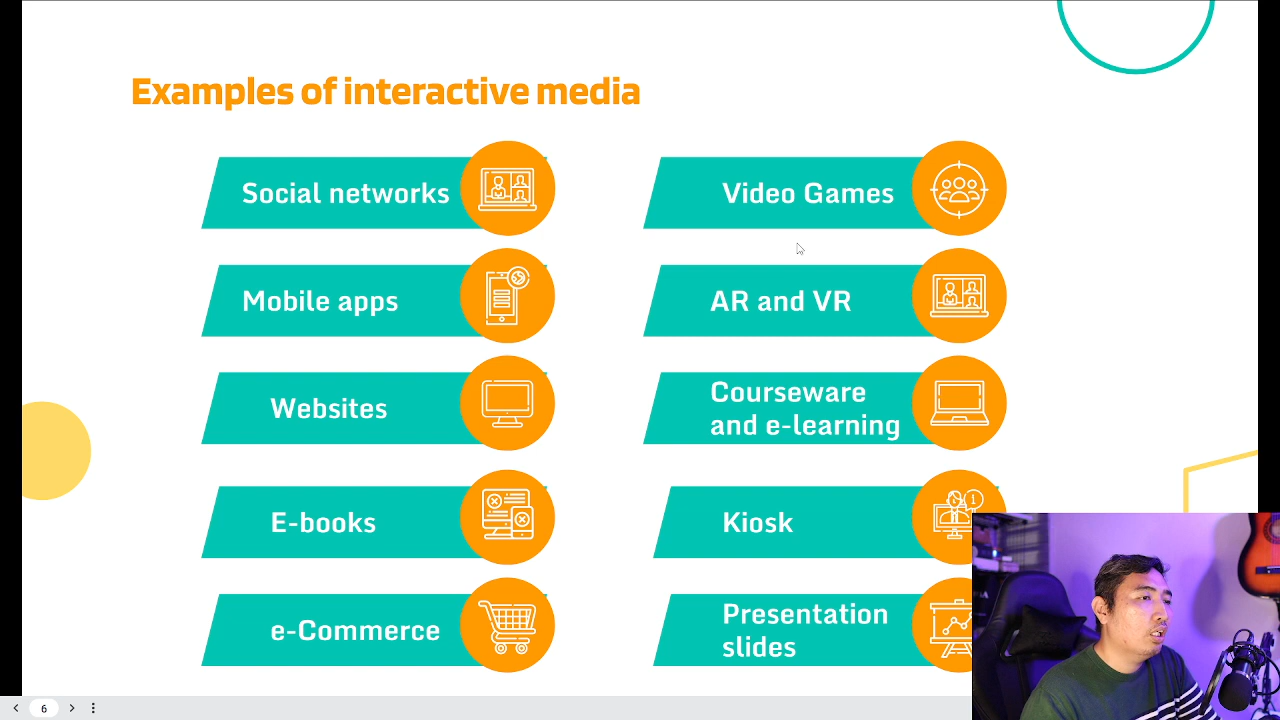 Examples of interactive media
Social networks
Mobile apps
Websites
E-books
e-Commerce
Video Games
AR and VR
Courseware
and e-learning
Kiosk
Presentation
slides
6